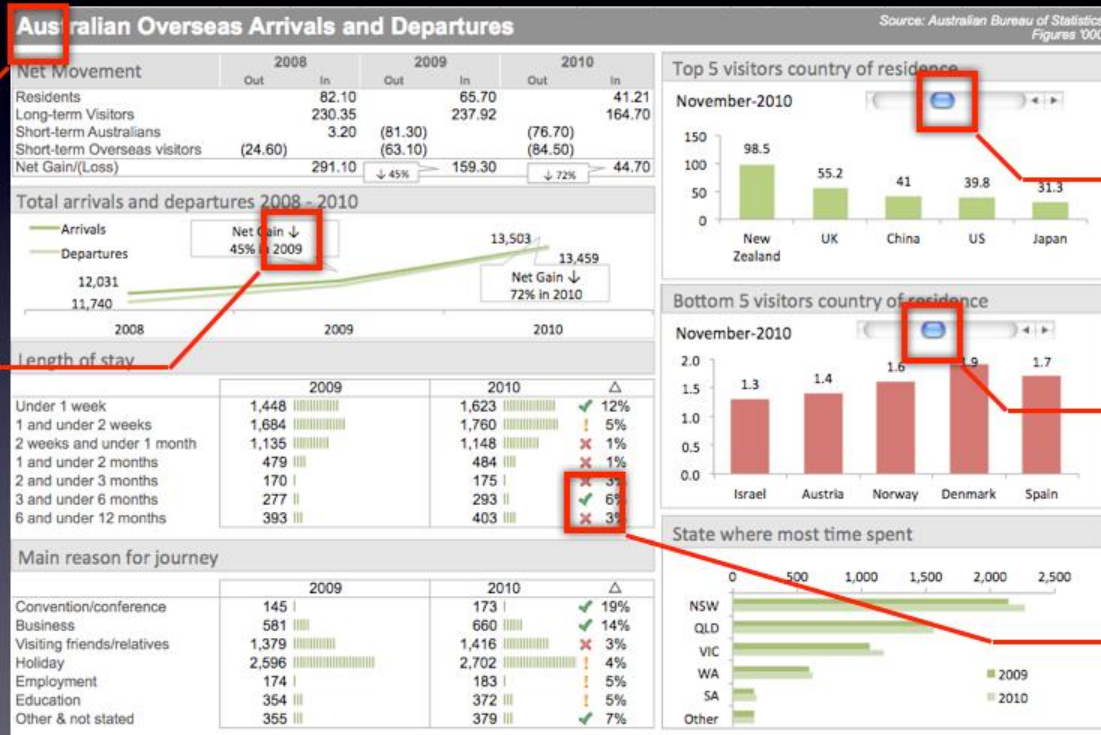 Australian Overseas Arrivals and Departures
Source: Australian Bureau of Statistics
Figures '000
Net Movement 2008 2009 2010
Out In Out In Out In
Residents 82.10 65.70 41.21
Long-term Visitors 230.35 237.92 164.70
Short-term Australians 3.20 (81.30) (76.70)
Short-term Overseas visitors (24.60) (63.10) (84.50)
Net Gain/(Loss) 291.10 ↓ 45% 159.30 ↓ 72% 44.70
Total arrivals and departures 2008 - 2010
Arrivals
Departures
Net Gain ↓
45% in 2009
13,503
13,459
Net Gain ↓
72% in 2010
12,031
11,740
2008 2009 2010
Length of stay
2009 2010 △
Under 1 week 1,448 1,623 ✔ 12%
1 and under 2 weeks 1,684 1,760 ! 5%
2 weeks and under 1 month 1,135 1,148 ✖ 1%
1 and under 2 months 479 484 ✖ 1%
2 and under 3 months 170 175 ✖ 3%
3 and under 6 months 277 293 ✔ 6%
6 and under 12 months 393 403 ✖ 3%
Main reason for journey
2009 2010 △
Convention/conference 145 173 ✔ 19%
Business 581 660 ✔ 14%
Visiting friends/relatives 1,379 1,416 ✖ 3%
Holiday 2,596 2,702 ! 4%
Employment 174 183 ! 5%
Education 354 372 ! 5%
Other & not stated 355 379 ✔ 7%
Top 5 visitors country of residence
November-2010
150
100
50
0
98.5 55.2 41 39.8 31.3
New Zealand UK China US Japan
Bottom 5 visitors country of residence
November-2010
2.0
1.5
1.0
0.5
0.0
1.3 1.4 1.6 1.9 1.7
Israel Austria Norway Denmark Spain
State where most time spent
0 500 1,000 1,500 2,000 2,500
NSW
QLD
VIC
WA
SA
Other
2009
2010